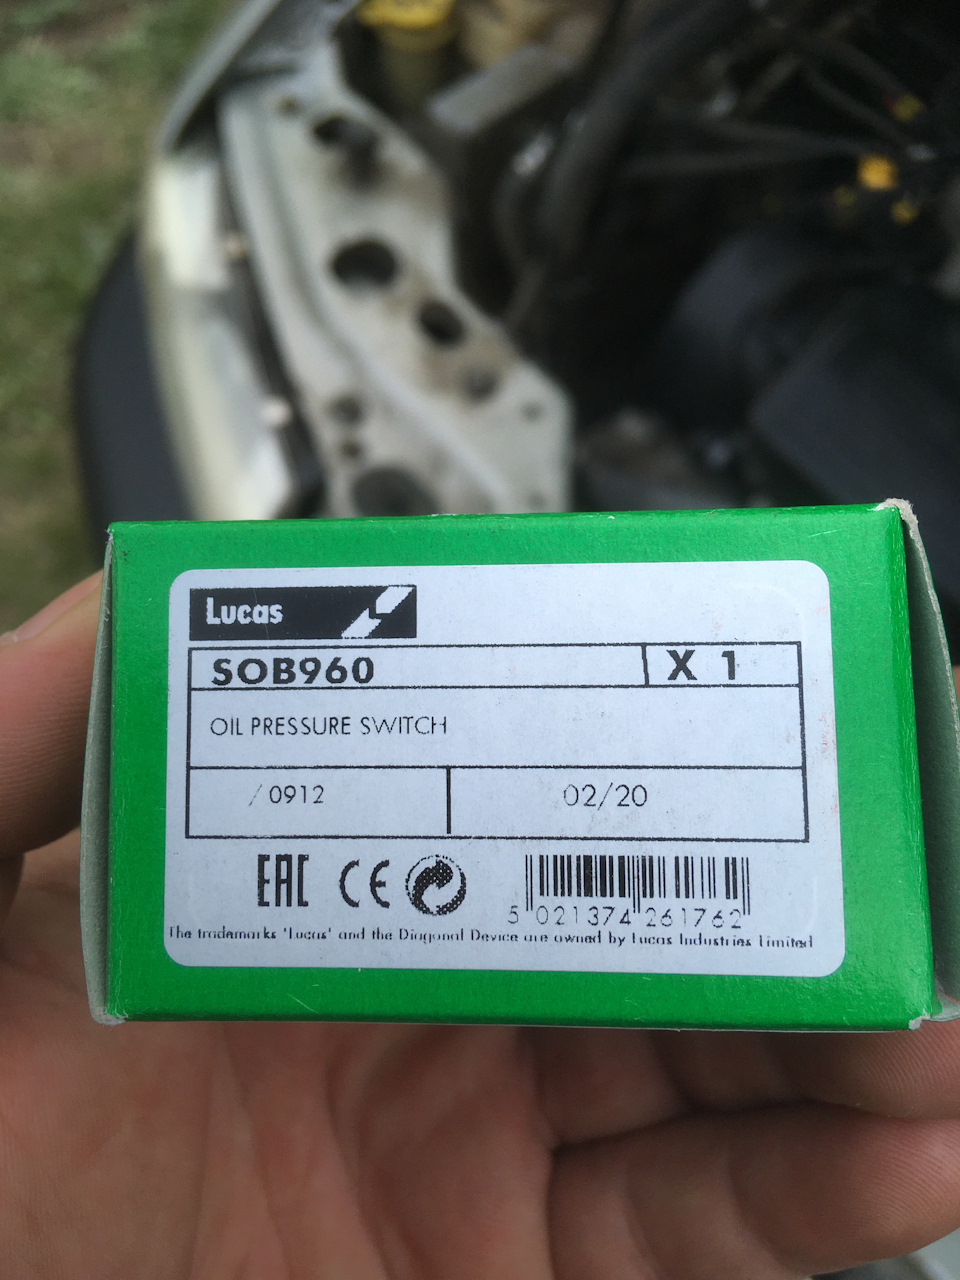 Lucas
SOB960 X 1
OIL PRESSURE SWITCH
/ 0912 02/20
EAC CE
5 021374 261762
The trademarks 'Lucas' and the Diagonal Device are owned by Lucas Industries Limited